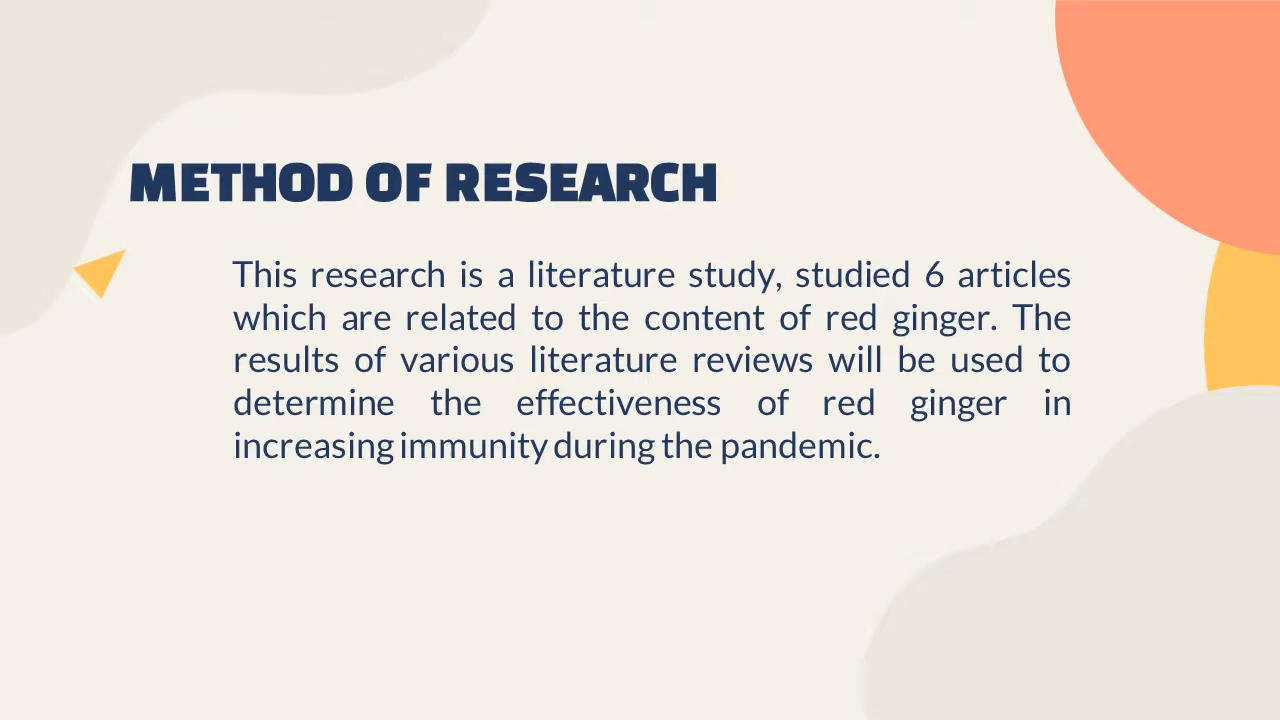 METHOD OF RESEARCH
This research is a literature study, studied 6 articles
which are related to the content of red ginger. The
results of various literature reviews will be used to
determine the effectiveness of red ginger in
increasing immunity during the pandemic.